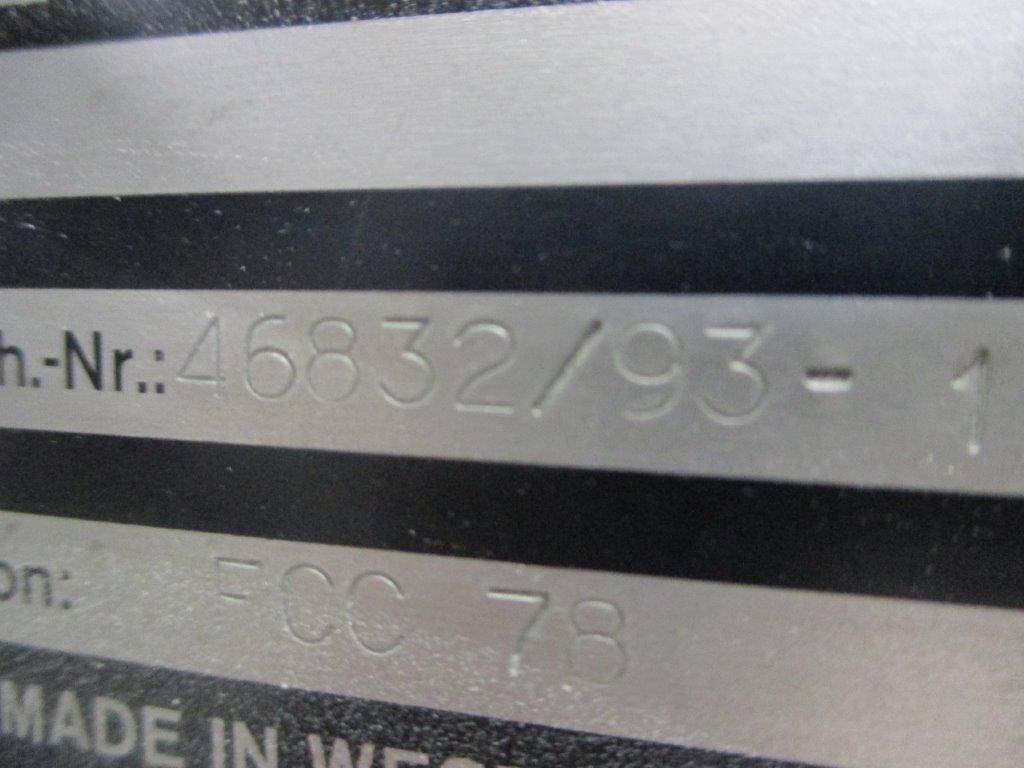 h.-Nr.: 46832/93- 1
on: FCC 78
MADE IN WEST